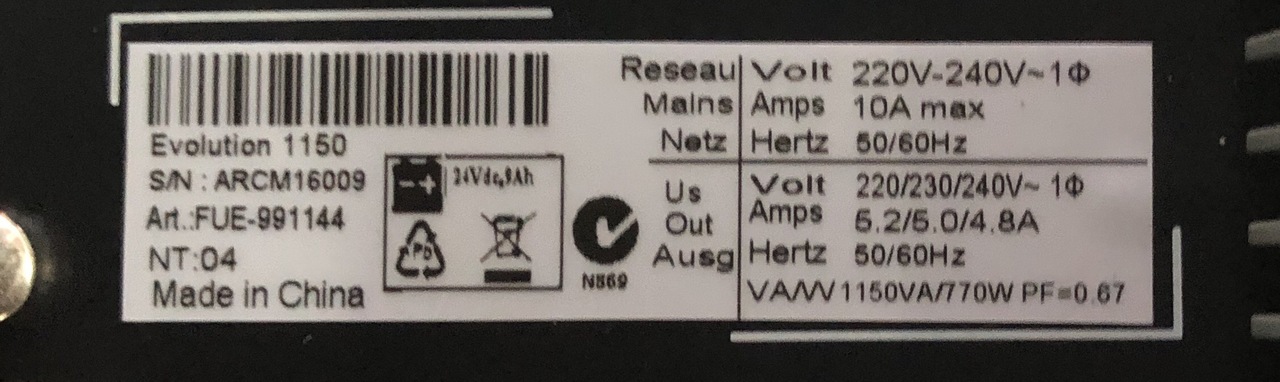 Evolution 1150
S/N : ARCM16009
Art.:FUE-991144
NT:04
Made in China
24Vdc,9Ah
Pb
N869
Reseau Volt 220V-240V~1Φ
Mains Amps 10A max
Netz Hertz 50/60Hz
Us Volt 220/230/240V~ 1Φ
Out Amps 5.2/5.0/4.8A
Ausg Hertz 50/60Hz
VA/W 1150VA/770W PF=0.67